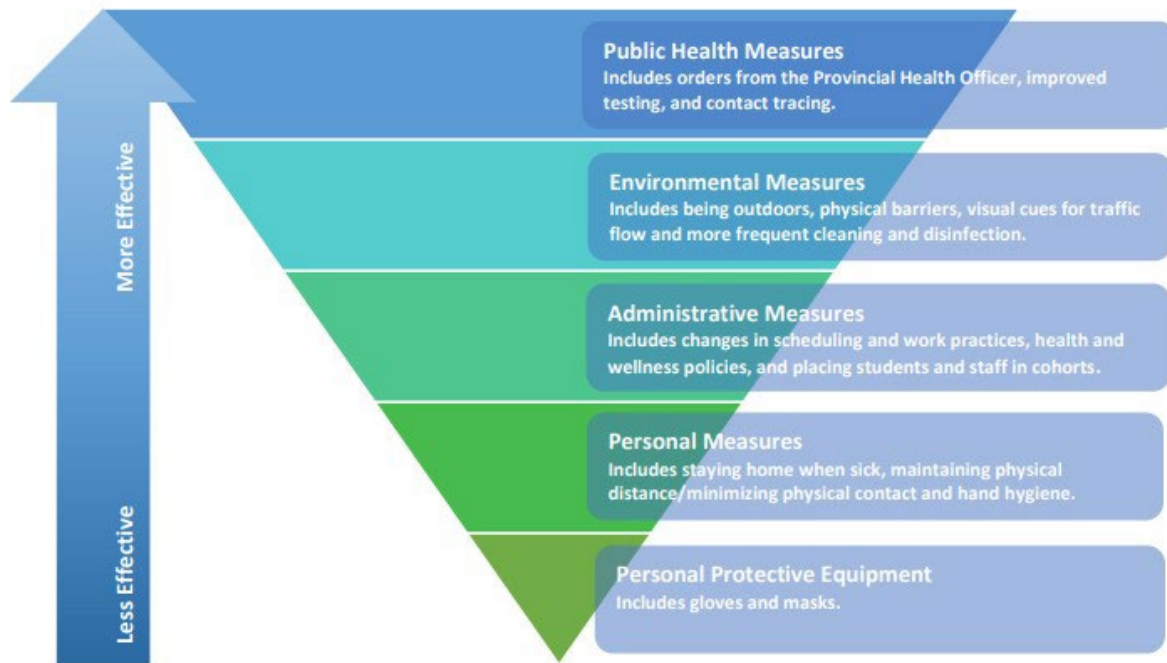 Public Health Measures
Includes orders from the Provincial Health Officer, improved
testing, and contact tracing.
Environmental Measures
Includes being outdoors, physical barriers, visual cues for traffic
flow and more frequent cleaning and disinfection.
Administrative Measures
Includes changes in scheduling and work practices, health and
wellness policies, and placing students and staff in cohorts.
Personal Measures
Includes staying home when sick, maintaining physical
distance/minimizing physical contact and hand hygiene.
Personal Protective Equipment
Includes gloves and masks.
More Effective
Less Effective